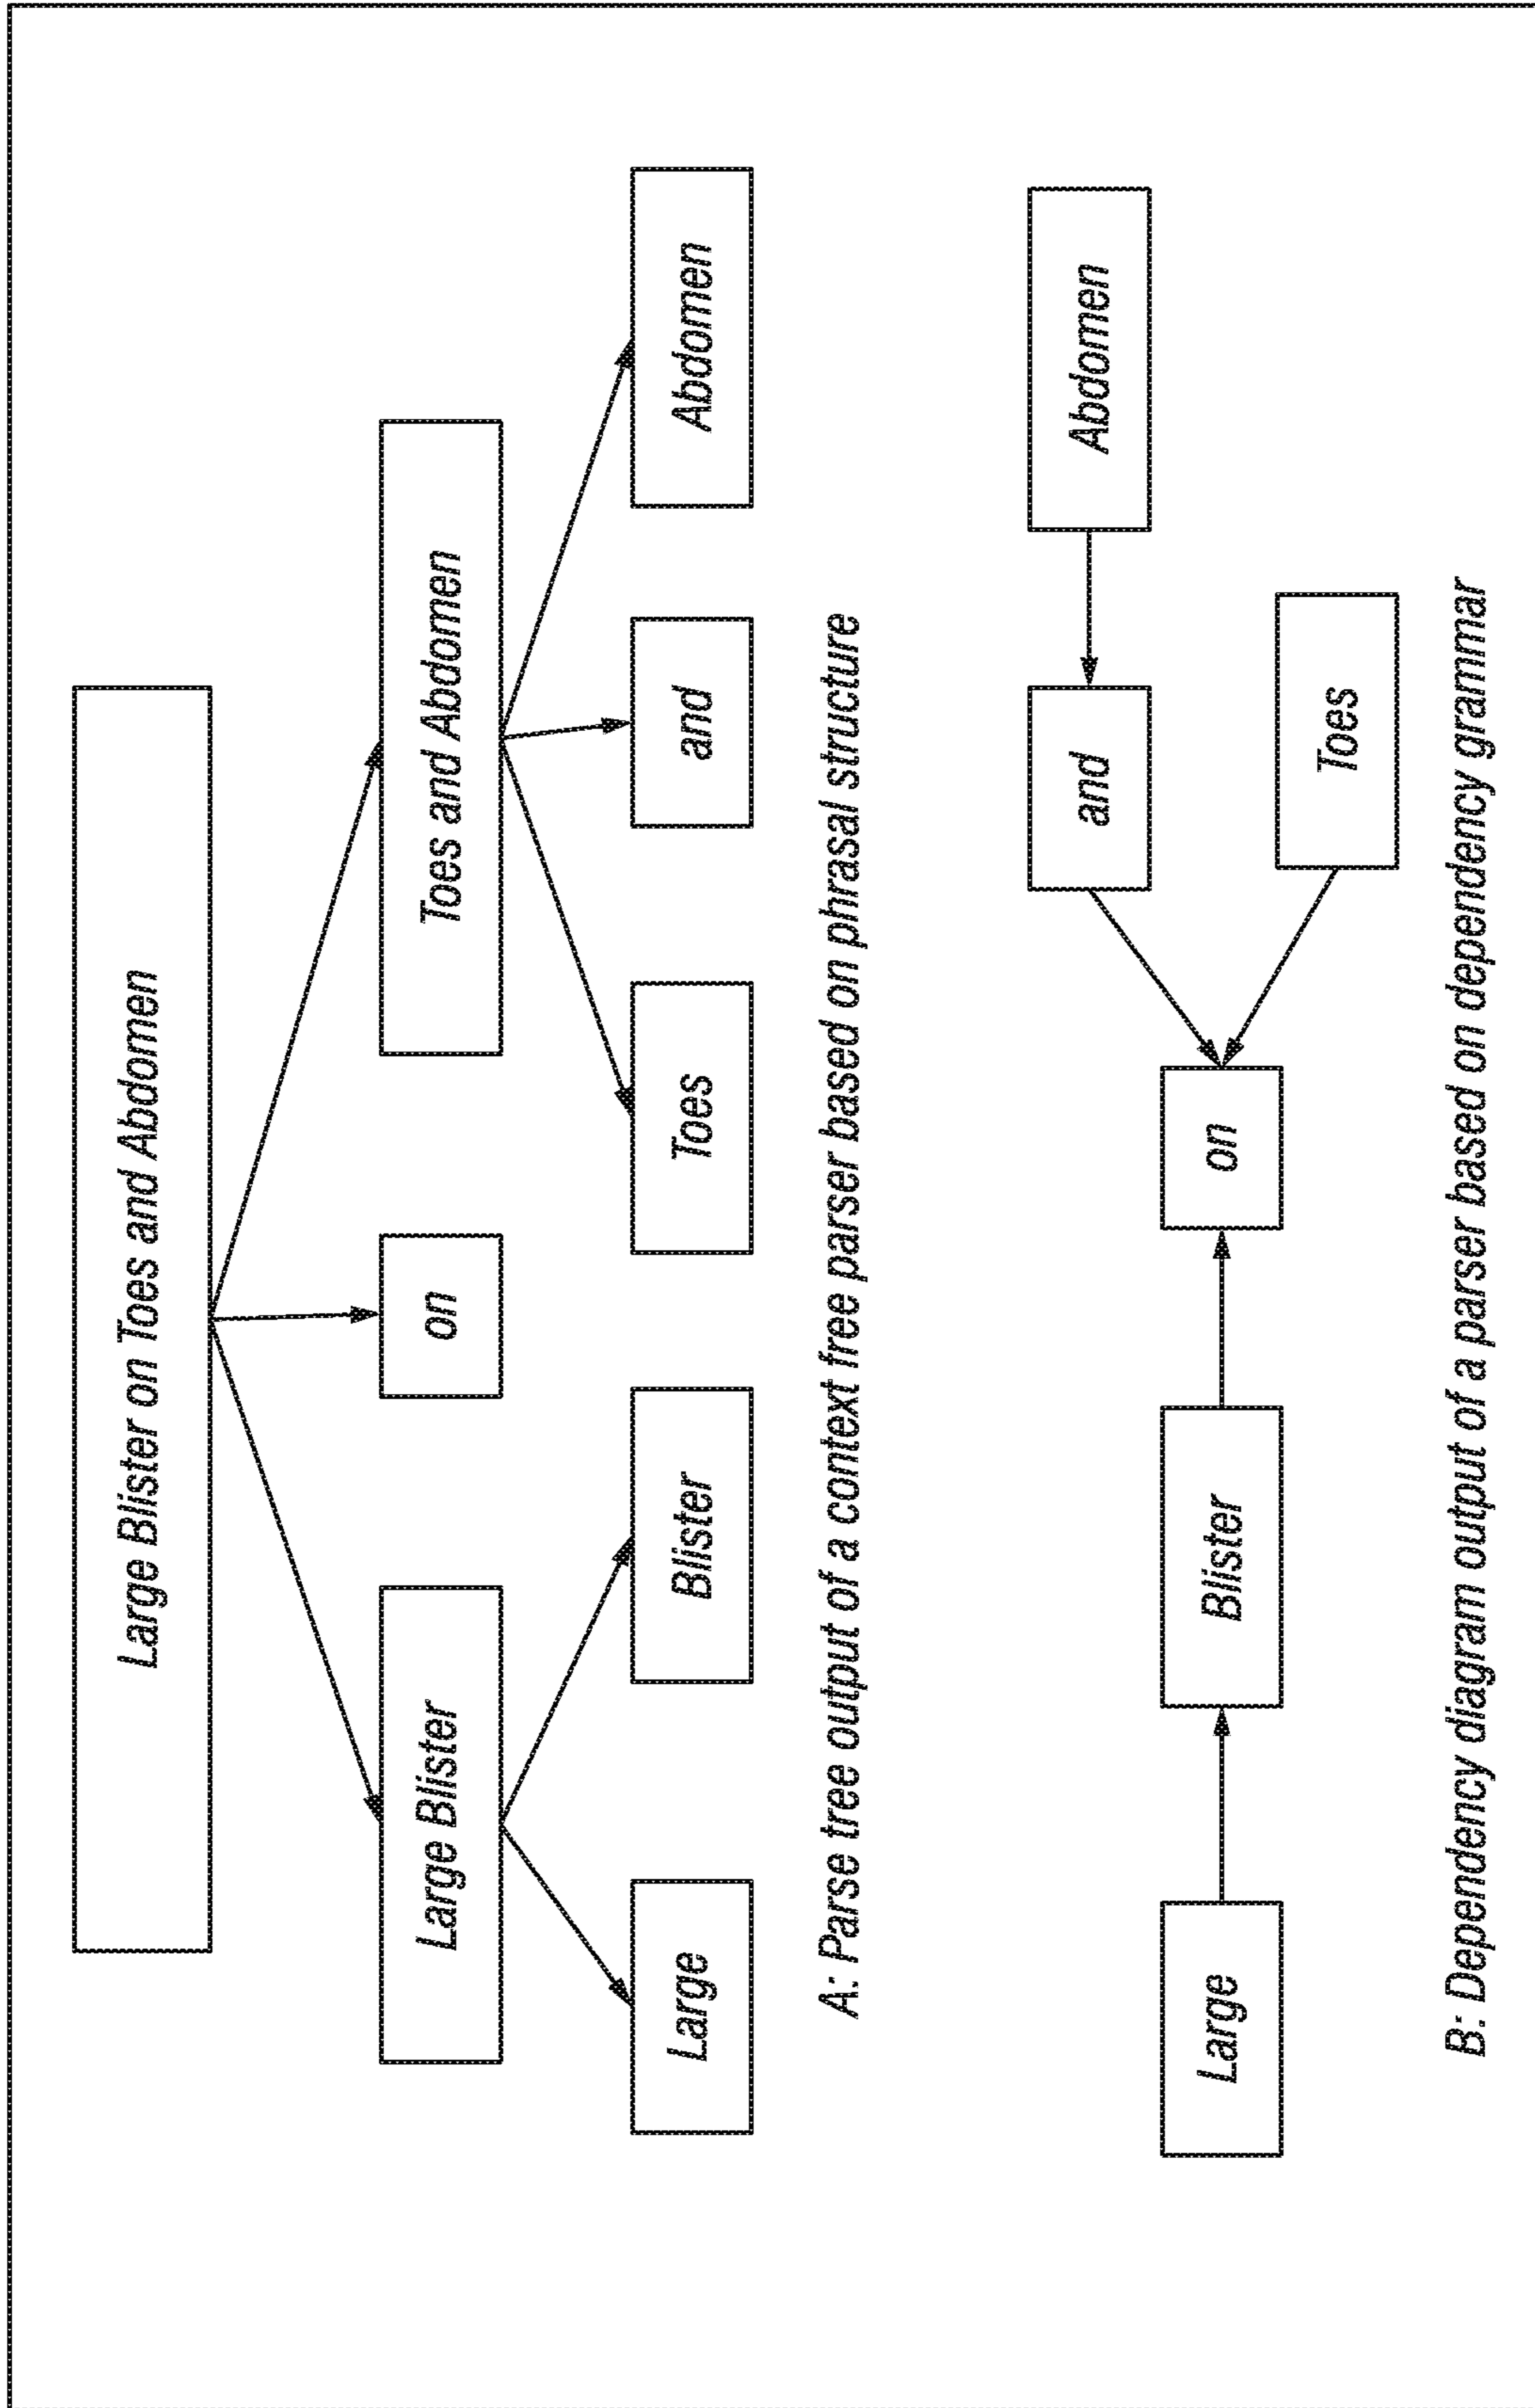 Large Blister on Toes and Abdomen
Large Blister
on
Toes and Abdomen
Large
Blister
Toes
and
Abdomen
A: Parse tree output of a context free parser based on phrasal structure
Large
Blister
on
and
Abdomen
Toes
B: Dependency diagram output of a parser based on dependency grammar